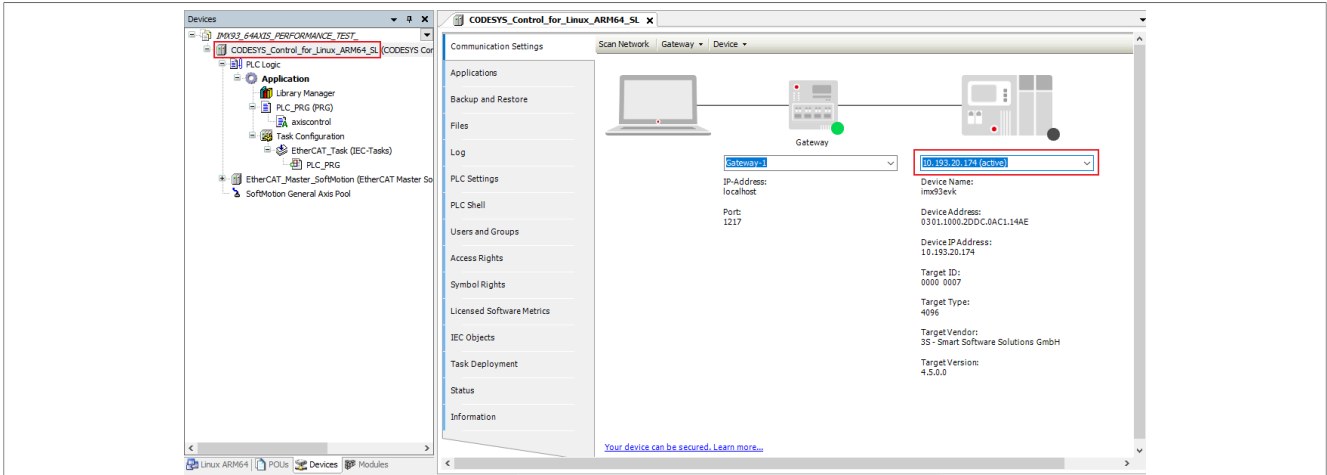 Devices
IMX93_64AXIS_PERFORMANCE_TEST_
CODESYS_Control_for_Linux_ARM64_SL (CODESYS Cor
PLC Logic
Application
Library Manager
PLC_PRG (PRG)
axiscontrol
Task Configuration
EtherCAT_Task (IEC-Tasks)
PLC_PRG
EtherCAT_Master_SoftMotion (EtherCAT Master So
SoftMotion General Axis Pool
Linux ARM64 POUs Devices Modules
CODESYS_Control_for_Linux_ARM64_SL
Communication Settings
Applications
Backup and Restore
Files
Log
PLC Settings
PLC Shell
Users and Groups
Access Rights
Symbol Rights
Licensed Software Metrics
IEC Objects
Task Deployment
Status
Information
Scan Network Gateway Device
Gateway
Gateway-1
IP-Address:
localhost
Port:
1217
10.193.20.174 (active)
Device Name:
imx93evk
Device Address:
0301.1000.2DDC.0AC1.14AE
Device IP Address:
10.193.20.174
Target ID:
0000 0007
Target Type:
4096
Target Vendor:
3S - Smart Software Solutions GmbH
Target Version:
4.5.0.0
Your device can be secured. Learn more...